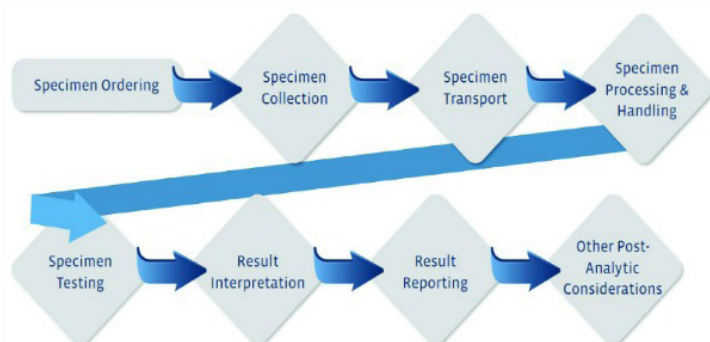 Specimen Ordering
Specimen
Collection
Specimen
Transport
Specimen
Processing &
Handling
Specimen
Testing
Result
Interpretation
Result
Reporting
Other Post-
Analytic
Considerations